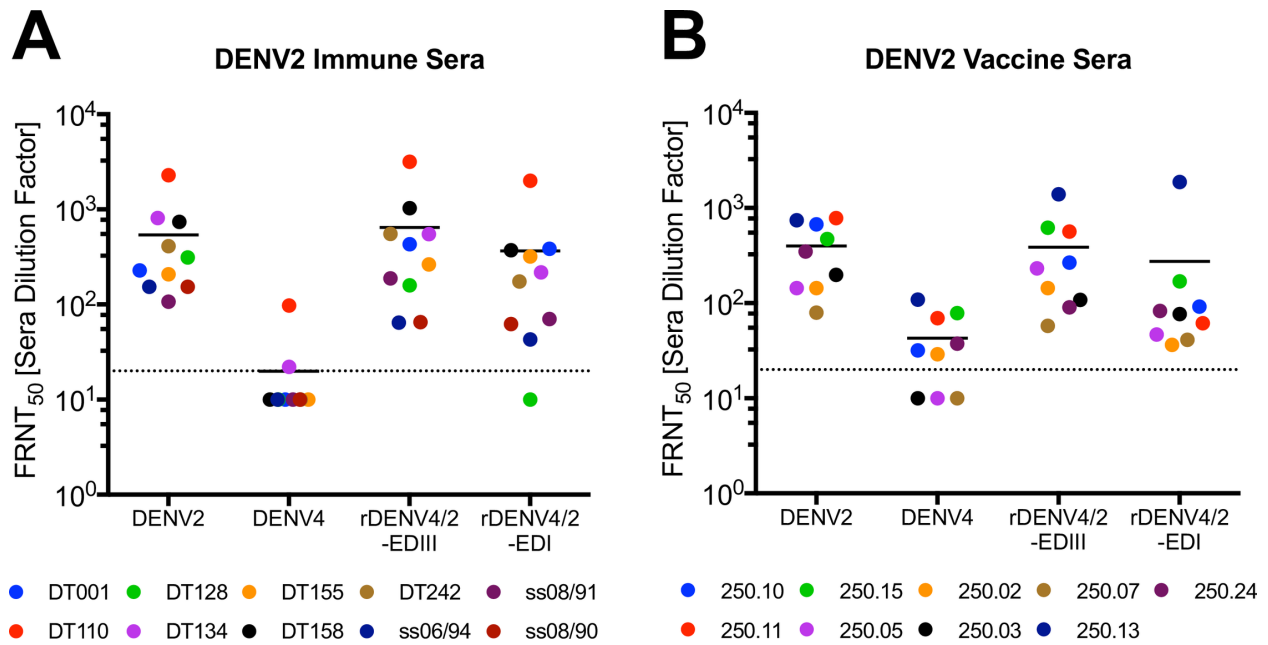 A
DENV2 Immune Sera
FRNT50 [Sera Dilution Factor]
10^4
10^3
10^2
10^1
10^0
DENV2
DENV4
rDENV4/2
-EDIII
rDENV4/2
-EDI
DT001
DT128
DT155
DT242
ss08/91
DT110
DT134
DT158
ss06/94
ss08/90
B
DENV2 Vaccine Sera
FRNT50 [Sera Dilution Factor]
10^4
10^3
10^2
10^1
10^0
DENV2
DENV4
rDENV4/2
-EDIII
rDENV4/2
-EDI
250.10
250.15
250.02
250.07
250.24
250.11
250.05
250.03
250.13